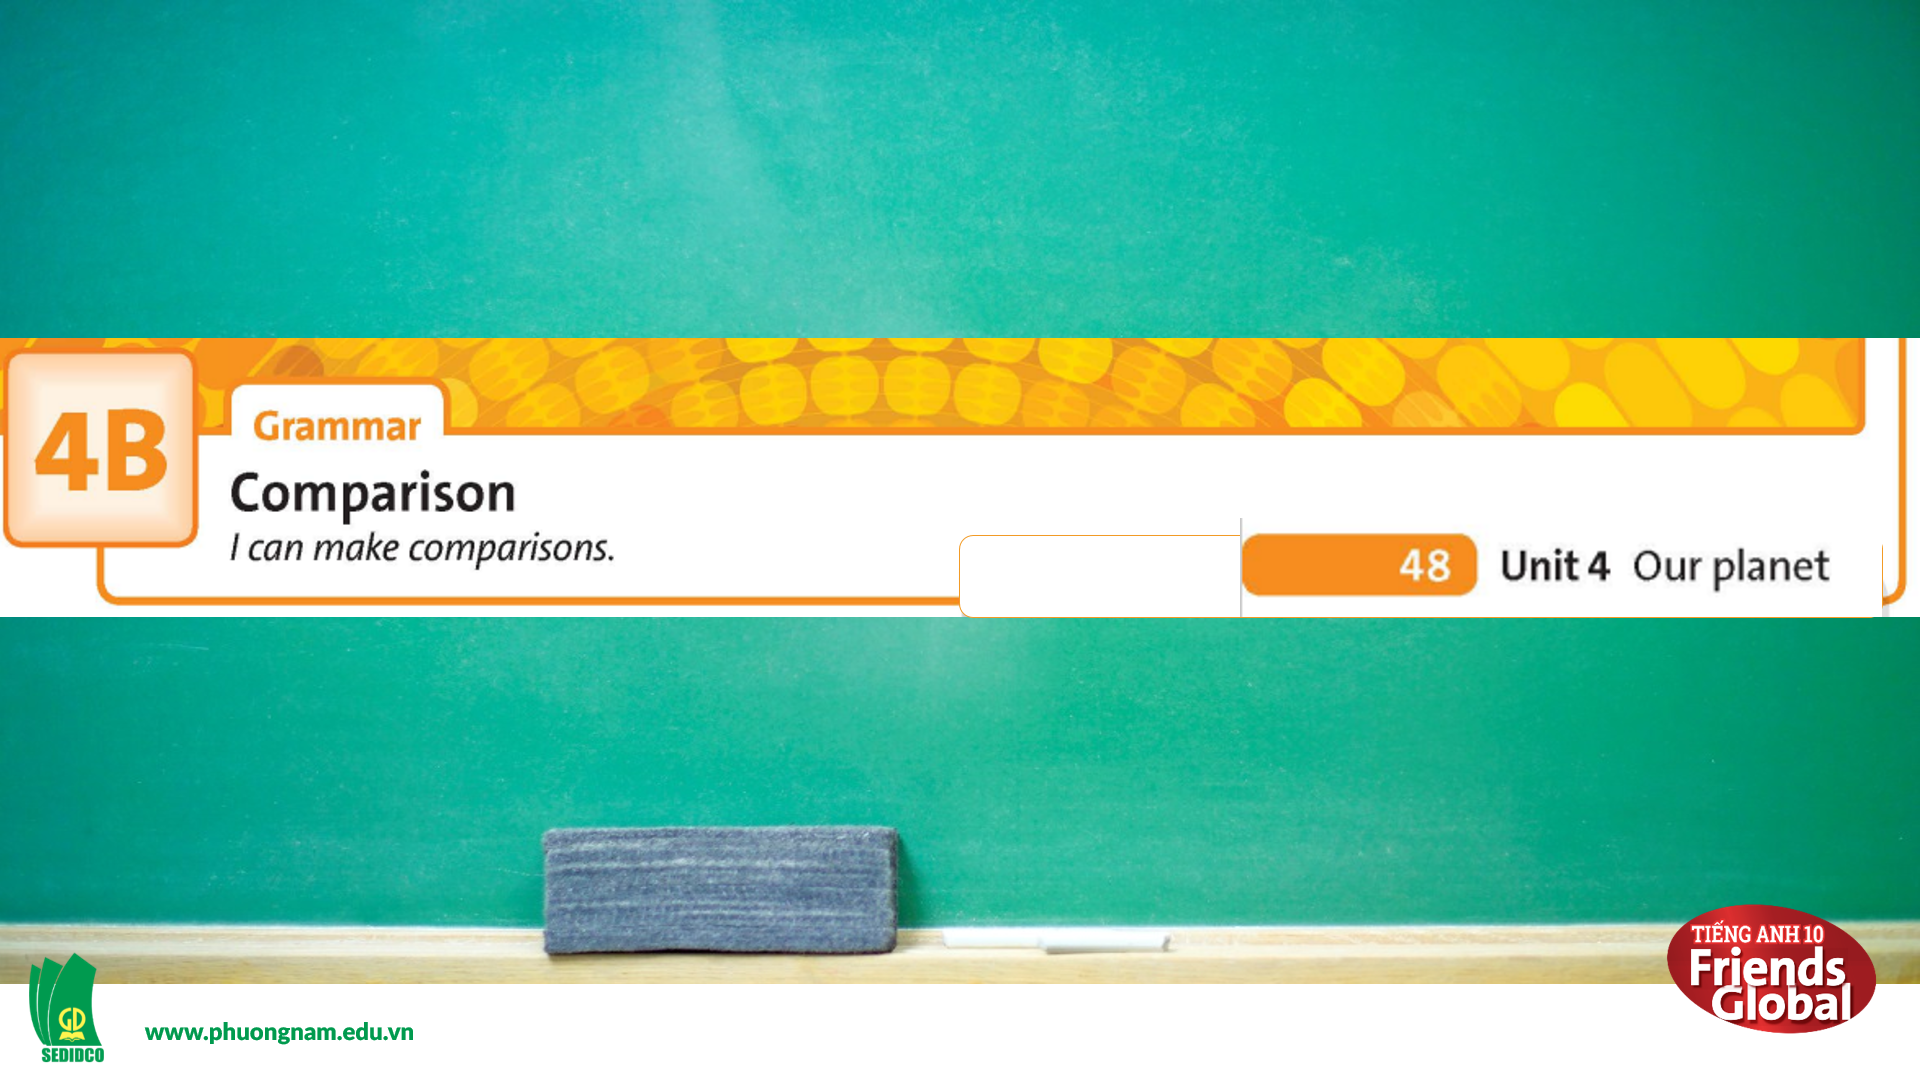 4B
Grammar
Comparison
I can make comparisons.
48 Unit 4 Our planet
TIẾNG ANH 10
Friends
Global
GD
SEDIDCO
www.phuongnam.edu.vn